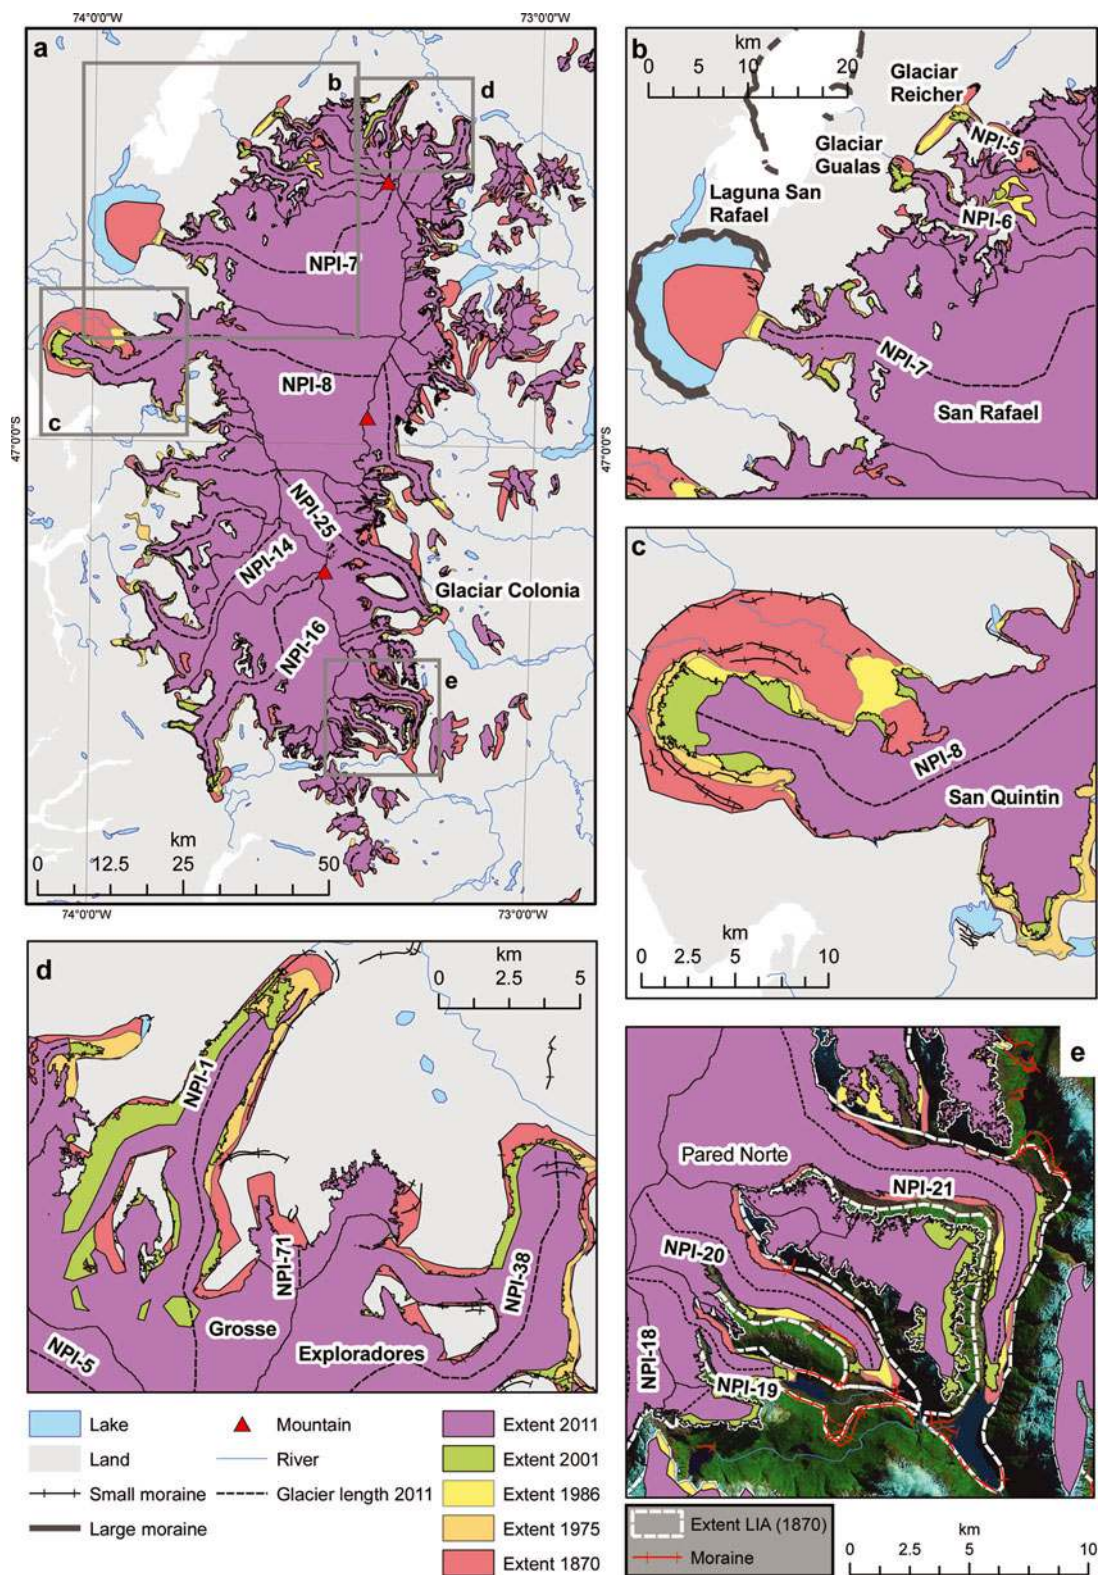 74°0'0"W
73°0'0"W
a
b
d
NPI-7
NPI-8
c
47°0'0"S
47°0'0"S
NPI-25
NPI-14
Glaciar Colonia
NPI-16
e
km
0 12.5 25 50
74°0'0"W
73°0'0"W
b
km
0 5 10 20
Glaciar
Reicher
NPI-5
Glaciar
Gualas
Laguna San
Rafael
NPI-6
NPI-7
San Rafael
c
NPI-8
San Quintin
km
0 2.5 5 10
d
km
0 2.5 5
NPI-1
NPI-71
NPI-38
Grosse
Exploradores
NPI-5
e
Pared Norte
NPI-21
NPI-20
NPI-18
NPI-19
Lake
Land
Small moraine
Large moraine
Mountain
River
Glacier length 2011
Extent 2011
Extent 2001
Extent 1986
Extent 1975
Extent 1870
Extent LIA (1870)
Moraine
km
0 2.5 5 10